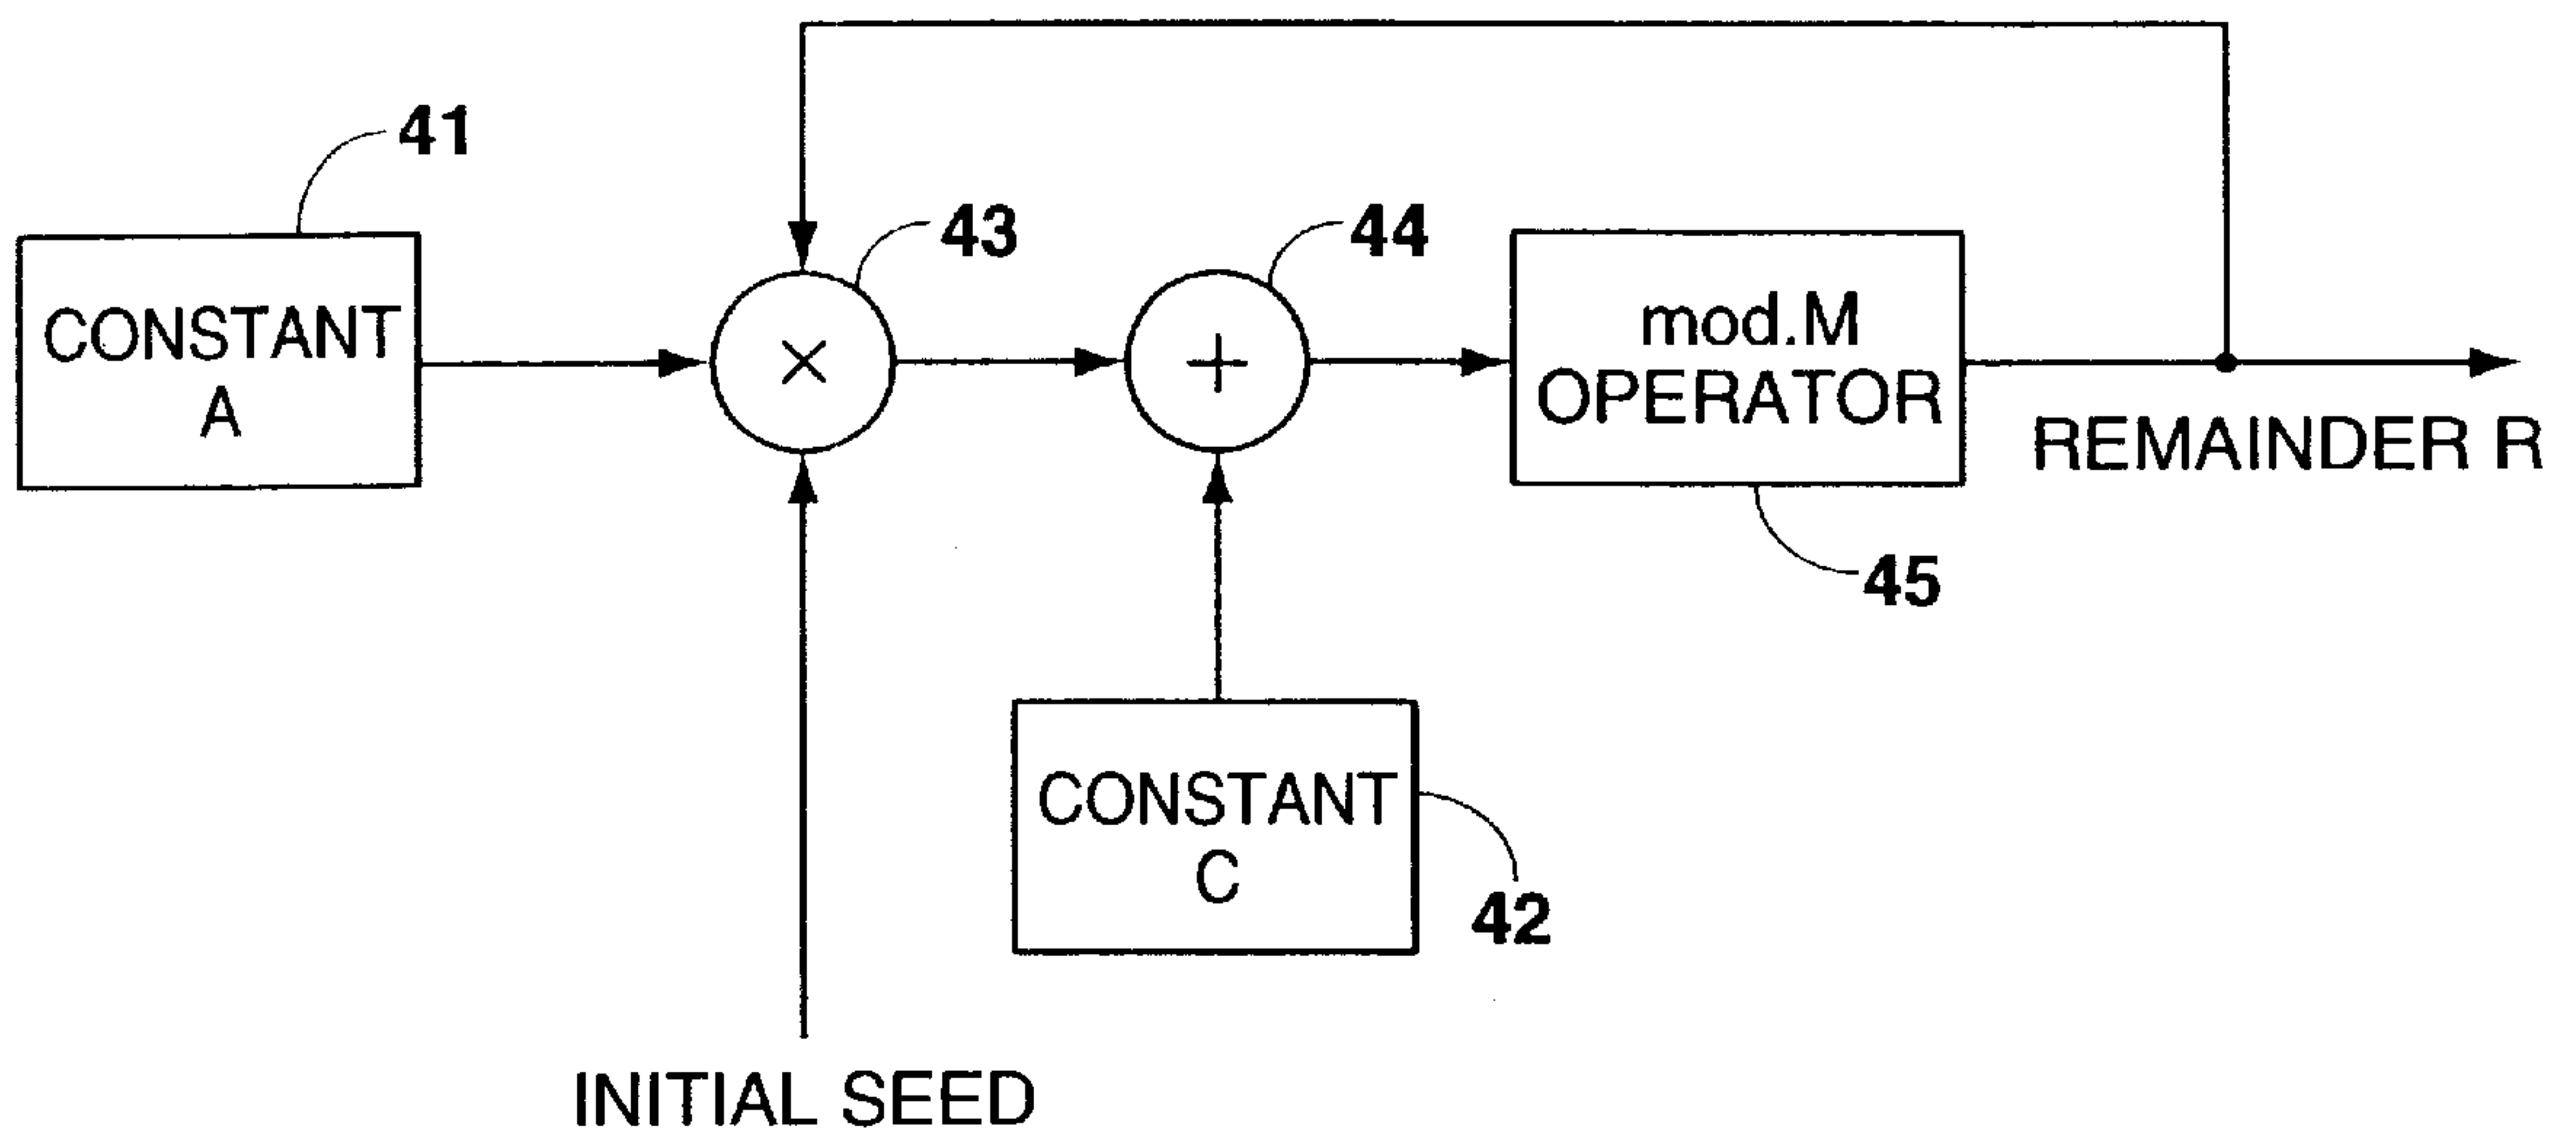 41
43
44
CONSTANT
A
×
+
mod.M
OPERATOR
REMAINDER R
45
CONSTANT
C
42
INITIAL SEED